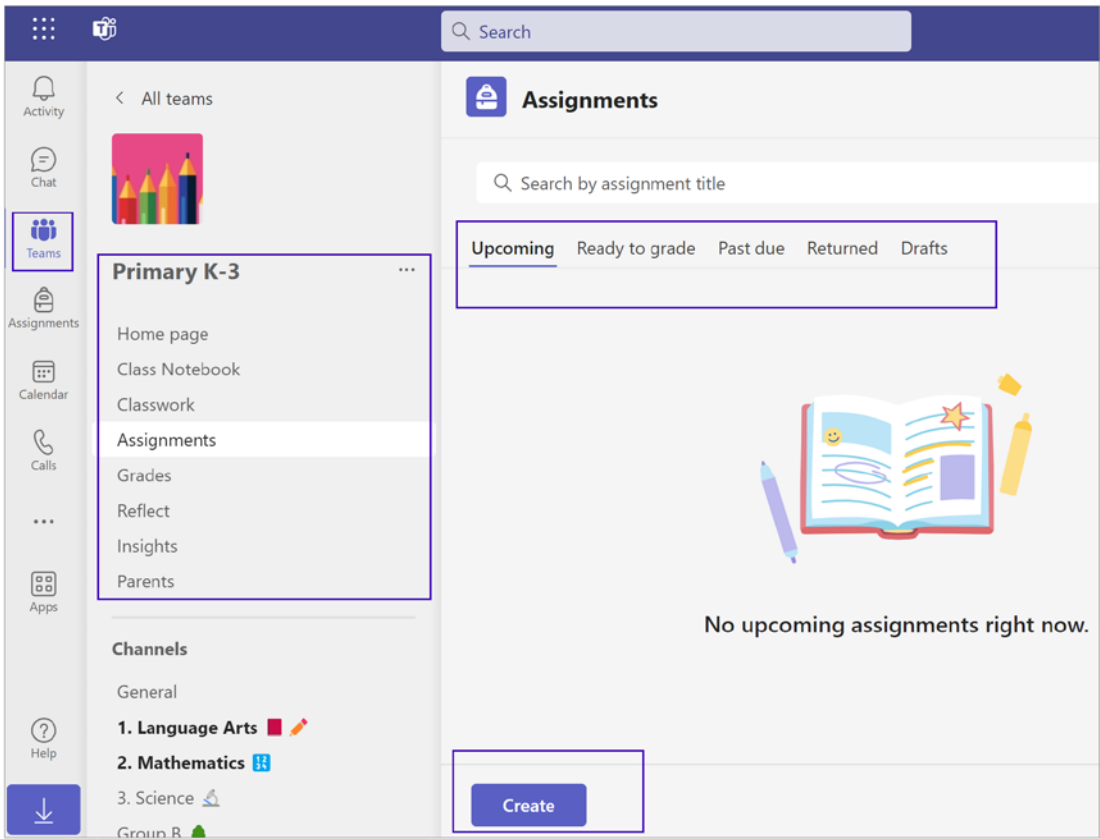 Search
Activity
Chat
Teams
Assignments
Calendar
Calls
Apps
Help
All teams
Primary K-3
Home page
Class Notebook
Classwork
Assignments
Grades
Reflect
Insights
Parents
Channels
General
1. Language Arts
2. Mathematics
3. Science
Group B
Assignments
Search by assignment title
Upcoming Ready to grade Past due Returned Drafts
No upcoming assignments right now.
Create